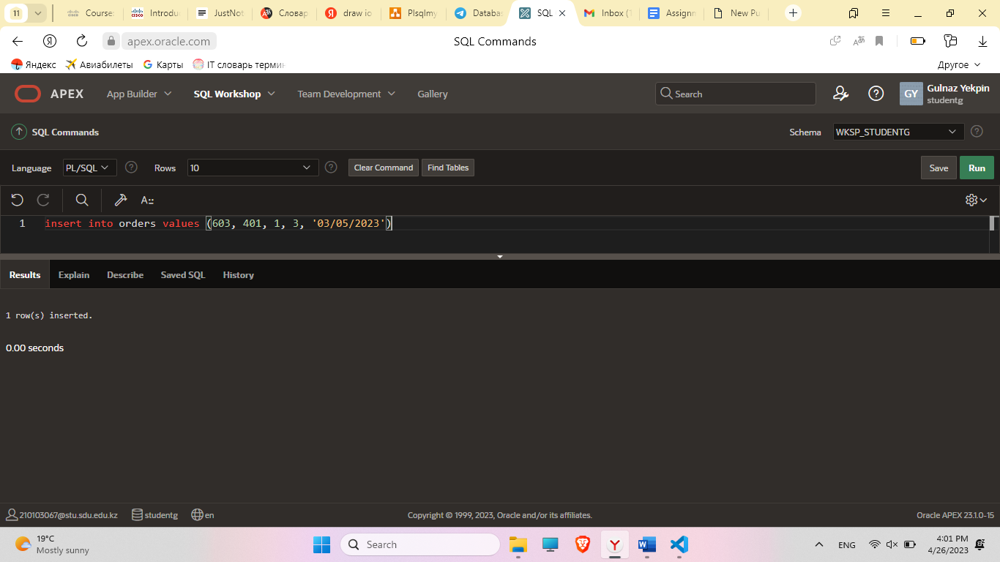 11 Course: Introdu JustNot Словар draw io Plsqlmy Databas SQL Inbox (1 Assignm New Pu
Я apex.oracle.com SQL Commands
Яндекс Авиабилеты Карты IT словарь термин Другое
APEX App Builder SQL Workshop Team Development Gallery Search GY Gulnaz Yekpin
studentg
SQL Commands Schema WKSP_STUDENTG
Language PL/SQL Rows 10 Clear Command Find Tables Save Run
A::
1 insert into orders values (603, 401, 1, 3, '03/05/2023')
Results Explain Describe Saved SQL History
1 row(s) inserted.
0.00 seconds
210103067@stu.sdu.edu.kz studentg en Copyright © 1999, 2023, Oracle and/or its affiliates. Oracle APEX 23.1.0-15
19°C
Mostly sunny
Search
ENG
4:01 PM
4/26/2023